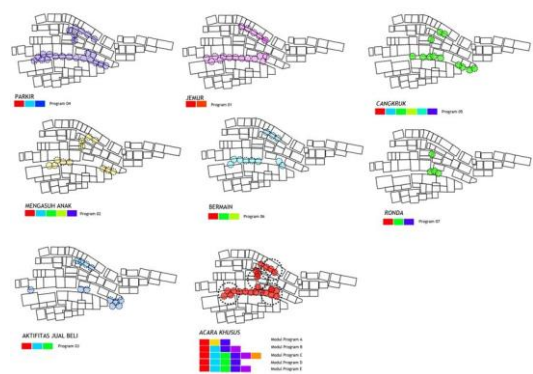 PARKIR
Program 04
JEMUR
Program 01
CANGKRUK
Program 05
MENGASUH ANAK
Program 03
BERMAIN
Program 06
RONDA
Program 07
AKTIFITAS JUAL BELI
Program 02
ACARA KHUSUS
Modul Program A
Modul Program B
Modul Program C
Modul Program D
Modul Program E